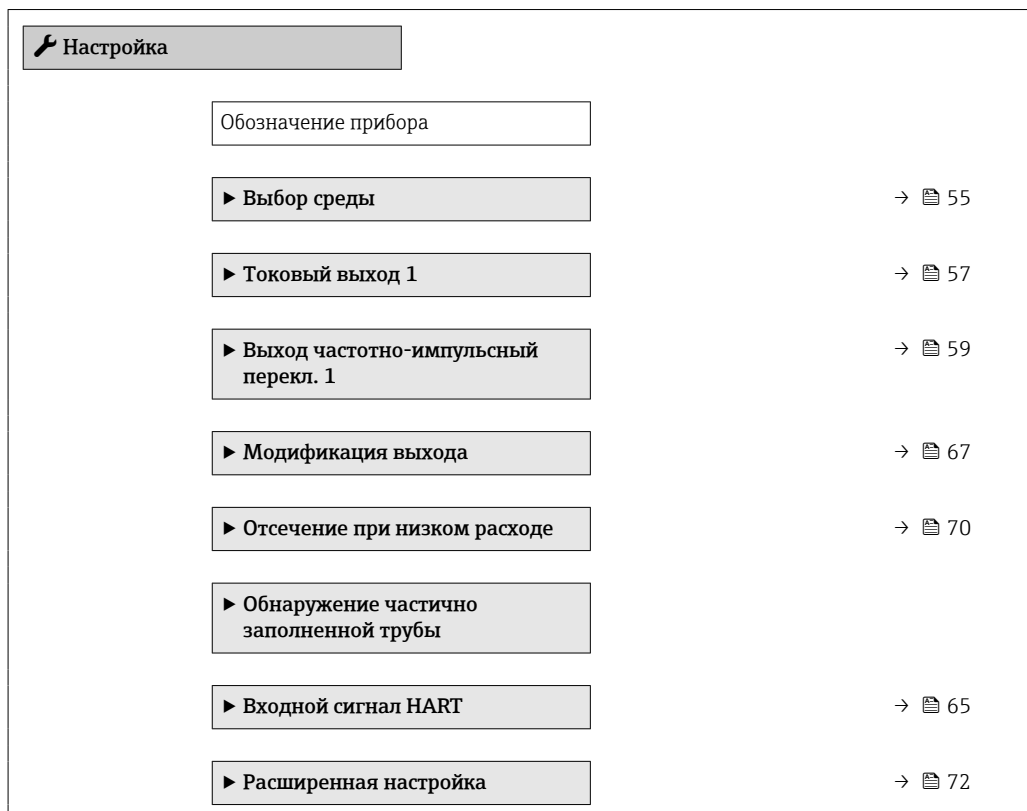 Настройка
Обозначение прибора
► Выбор среды → 55
► Токовый выход 1 → 57
► Выход частотно-импульсный → 59
перекл. 1
► Модификация выхода → 67
► Отсечение при низком расходе → 70
► Обнаружение частично
заполненной трубы
► Входной сигнал HART → 65
► Расширенная настройка → 72